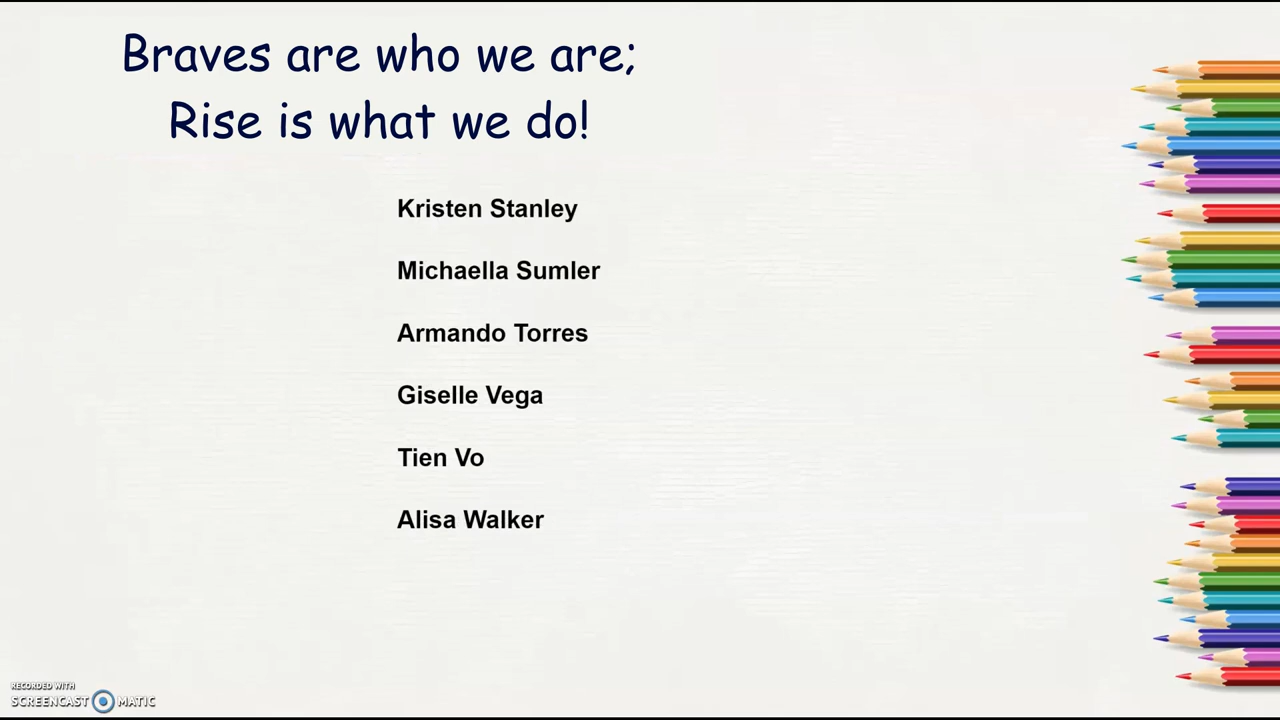 Braves are who we are;
Rise is what we do!
Kristen Stanley
Michaella Sumler
Armando Torres
Giselle Vega
Tien Vo
Alisa Walker
RECORDED WITH
SCREENCAST MATIC